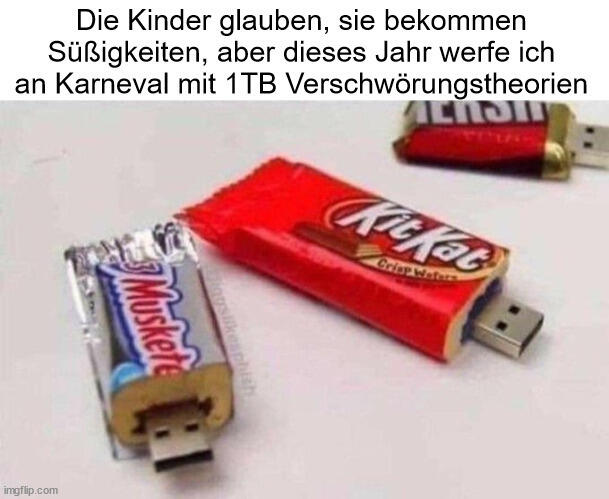 Die Kinder glauben, sie bekommen
Süßigkeiten, aber dieses Jahr werfe ich
an Karneval mit 1TB Verschwörungstheorien
KitKat
Crisp Wafers
3 Muskete
imgflip.com